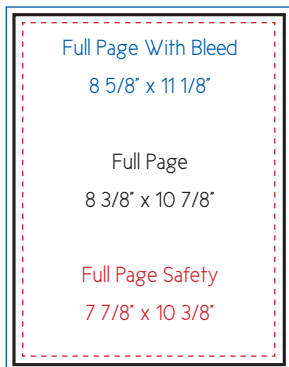 Full Page With Bleed
8 5/8" x 11 1/8"
Full Page
8 3/8" x 10 7/8"
Full Page Safety
7 7/8" x 10 3/8"